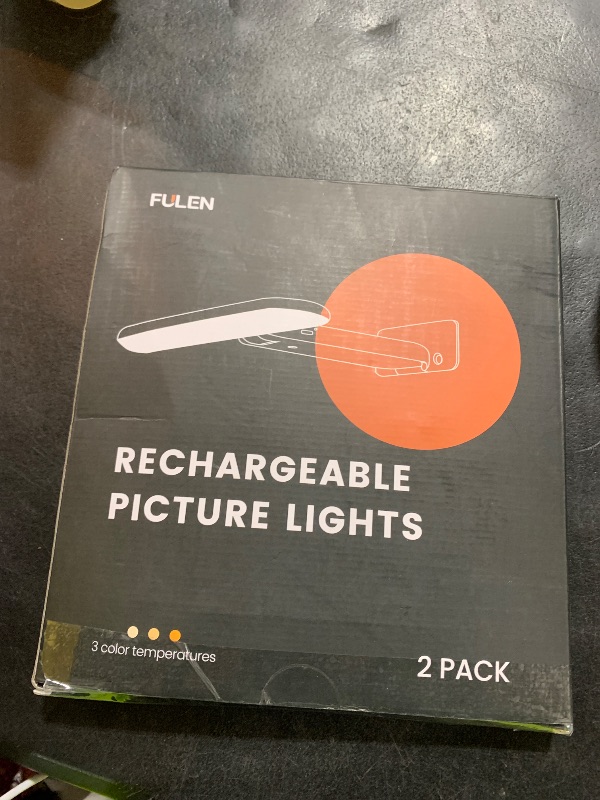 FULEN
RECHARGEABLE
PICTURE LIGHTS
3 color temperatures
2 PACK